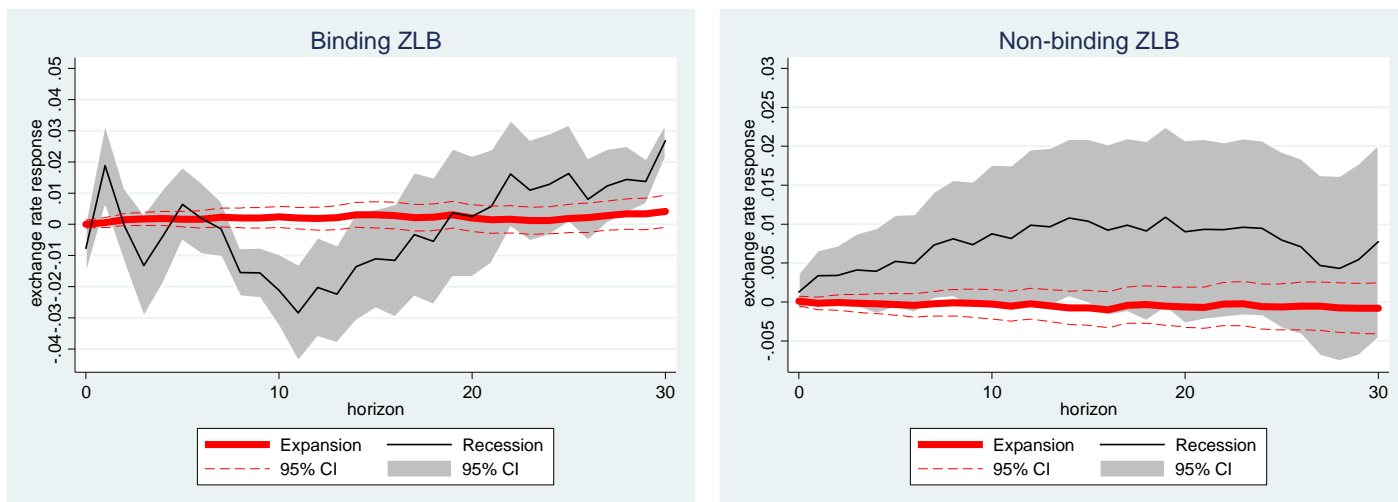 Binding ZLB
exchange rate response
.05
.04
.03
.02
.01
0
-.01
-.02
-.03
-.04
0
10
20
30
horizon
Expansion
Recession
95% CI
95% CI
Non-binding ZLB
exchange rate response
.03
.025
.02
.015
.01
.005
0
-.005
0
10
20
30
horizon
Expansion
Recession
95% CI
95% CI